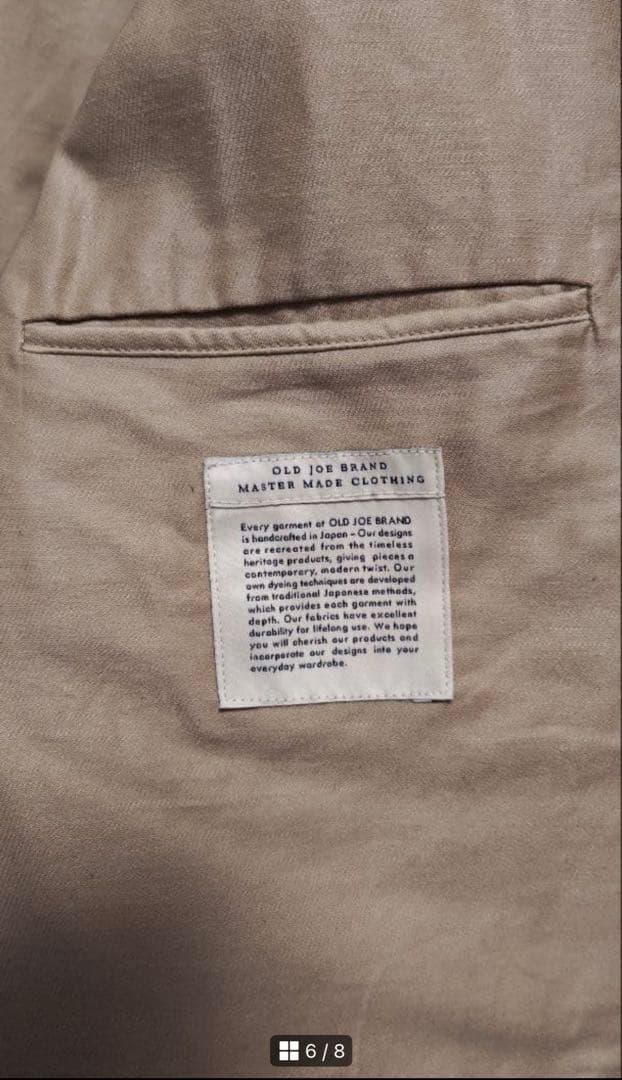 OLD JOE BRAND
MASTER MADE CLOTHING
Every garment of OLD JOE BRAND
is handcrafted in Japan - Our designs
are recreated from the timeless
heritage products, giving pieces a
contemporary, modern twist. Our
own dyeing techniques are developed
from traditional Japanese methods,
which provides each garment with
depth. Our fabrics have excellent
durability for lifelong use. We hope
you will cherish our products and
incorporate our designs into your
everyday wardrobe.
6 / 8